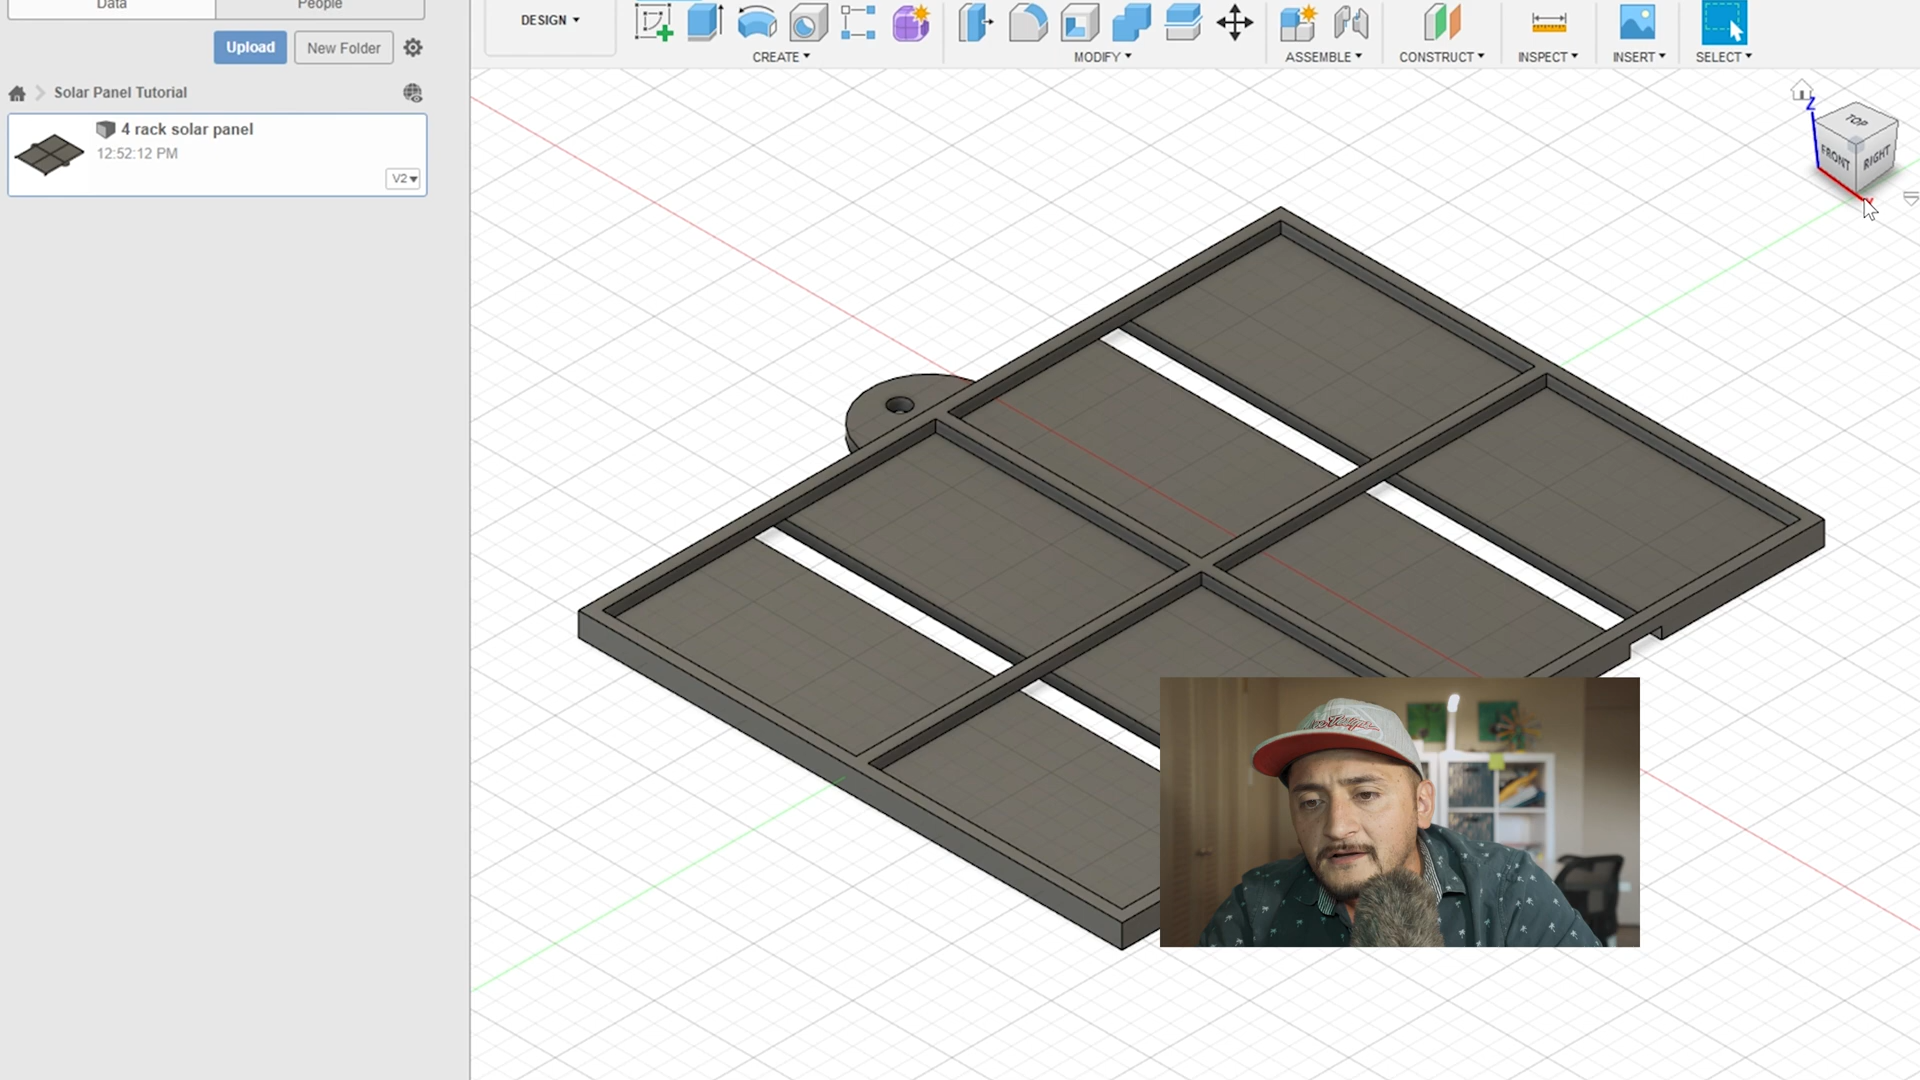 Data People
DESIGN
CREATE MODIFY ASSEMBLE CONSTRUCT INSPECT INSERT SELECT
Upload New Folder
Solar Panel Tutorial
4 rack solar panel
12:52:12 PM
V2
Z
TOP
FRONT RIGHT